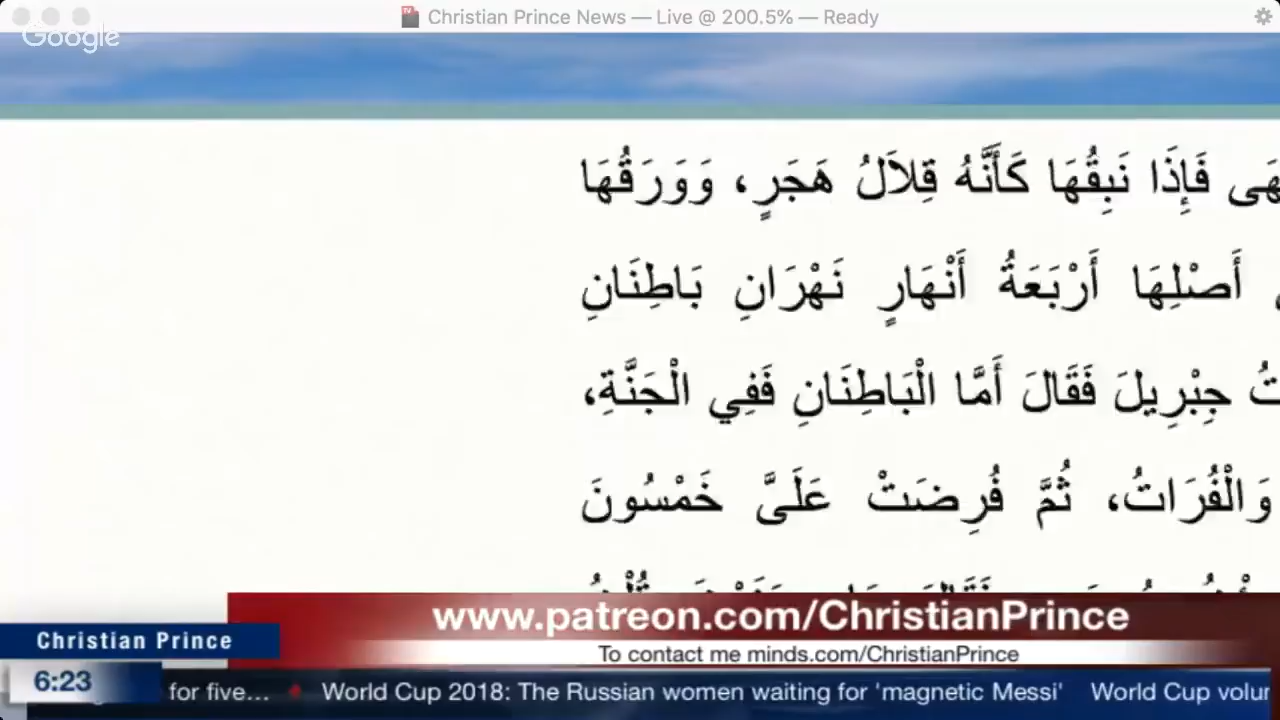 Christian Prince News — Live @ 200.5% — Ready
Google
فَإِذَا نَبِقُهَا كَأَنَّهُ قِلاَلُ هَجَرٍ، وَوَرَقُهَا
أَصْلِهَا أَرْبَعَةُ أَنْهَارٍ نَهْرَانِ بَاطِنَانِ
جِبْرِيلَ فَقَالَ أَمَّا الْبَاطِنَانِ فَفِي الْجَنَّةِ،
وَالْفُرَاتُ، ثُمَّ فُرِضَتْ عَلَىَّ خَمْسُونَ
www.patreon.com/ChristianPrince
Christian Prince
To contact me minds.com/ChristianPrince
6:23
for five... World Cup 2018: The Russian women waiting for 'magnetic Messi' World Cup